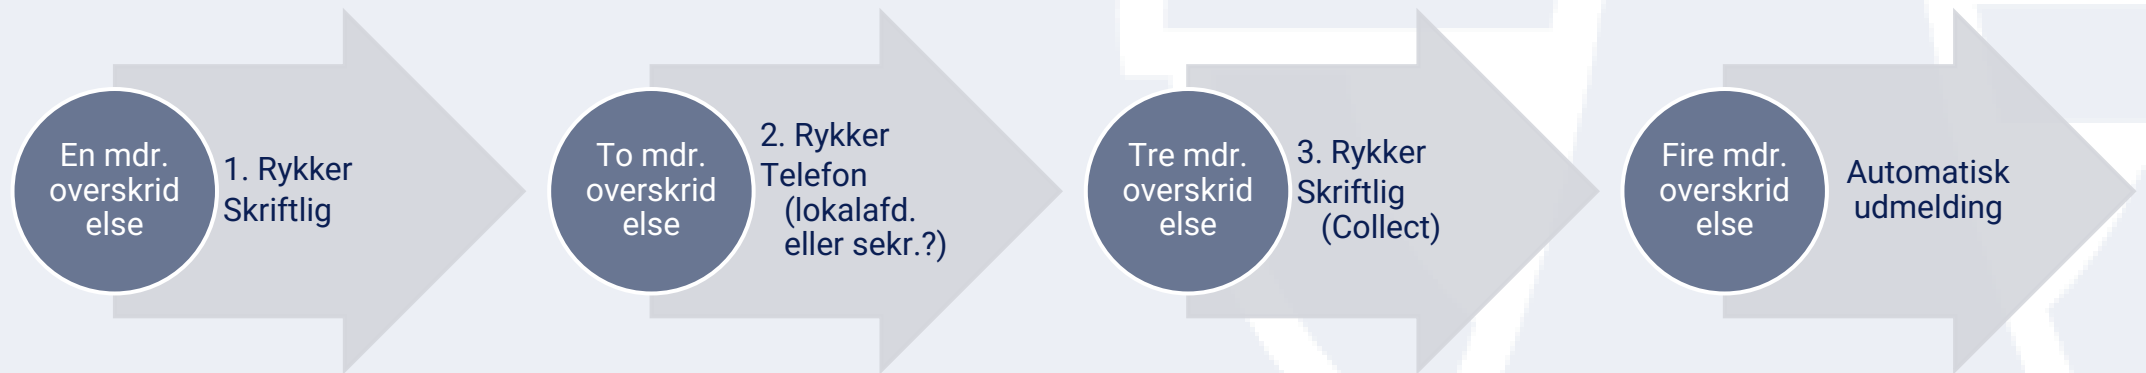 En mdr.
overskrid
else
1. Rykker
Skriftlig
To mdr.
overskrid
else
2. Rykker
Telefon
(lokalafd.
eller sekr.?)
Tre mdr.
overskrid
else
3. Rykker
Skriftlig
(Collect)
Fire mdr.
overskrid
else
Automatisk
udmelding